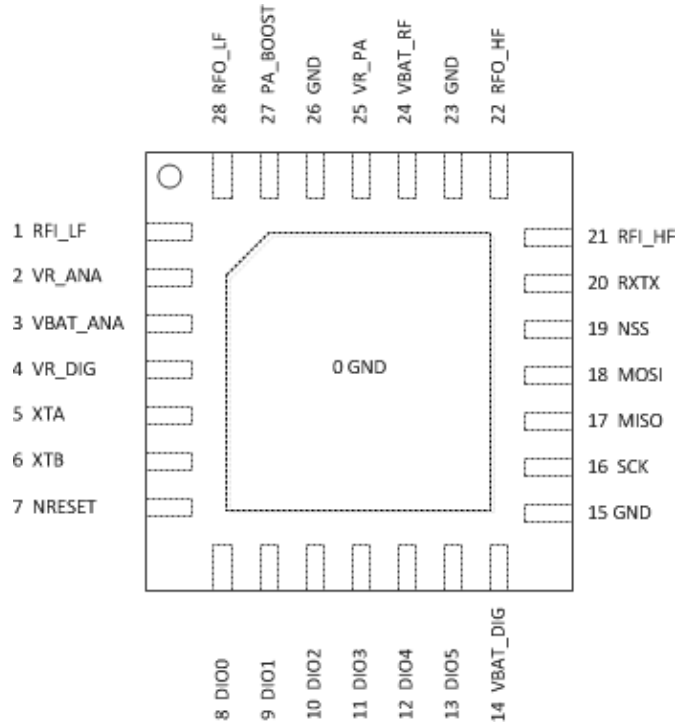 28 RFO_LF
27 PA_BOOST
26 GND
25 VR_PA
24 VBAT_RF
23 GND
22 RFO_HF
1 RFI_LF
2 VR_ANA
3 VBAT_ANA
4 VR_DIG
5 XTA
6 XTB
7 NRESET
0 GND
21 RFI_HF
20 RXTX
19 NSS
18 MOSI
17 MISO
16 SCK
15 GND
8 DIO0
9 DIO1
10 DIO2
11 DIO3
12 DIO4
13 DIO5
14 VBAT_DIG